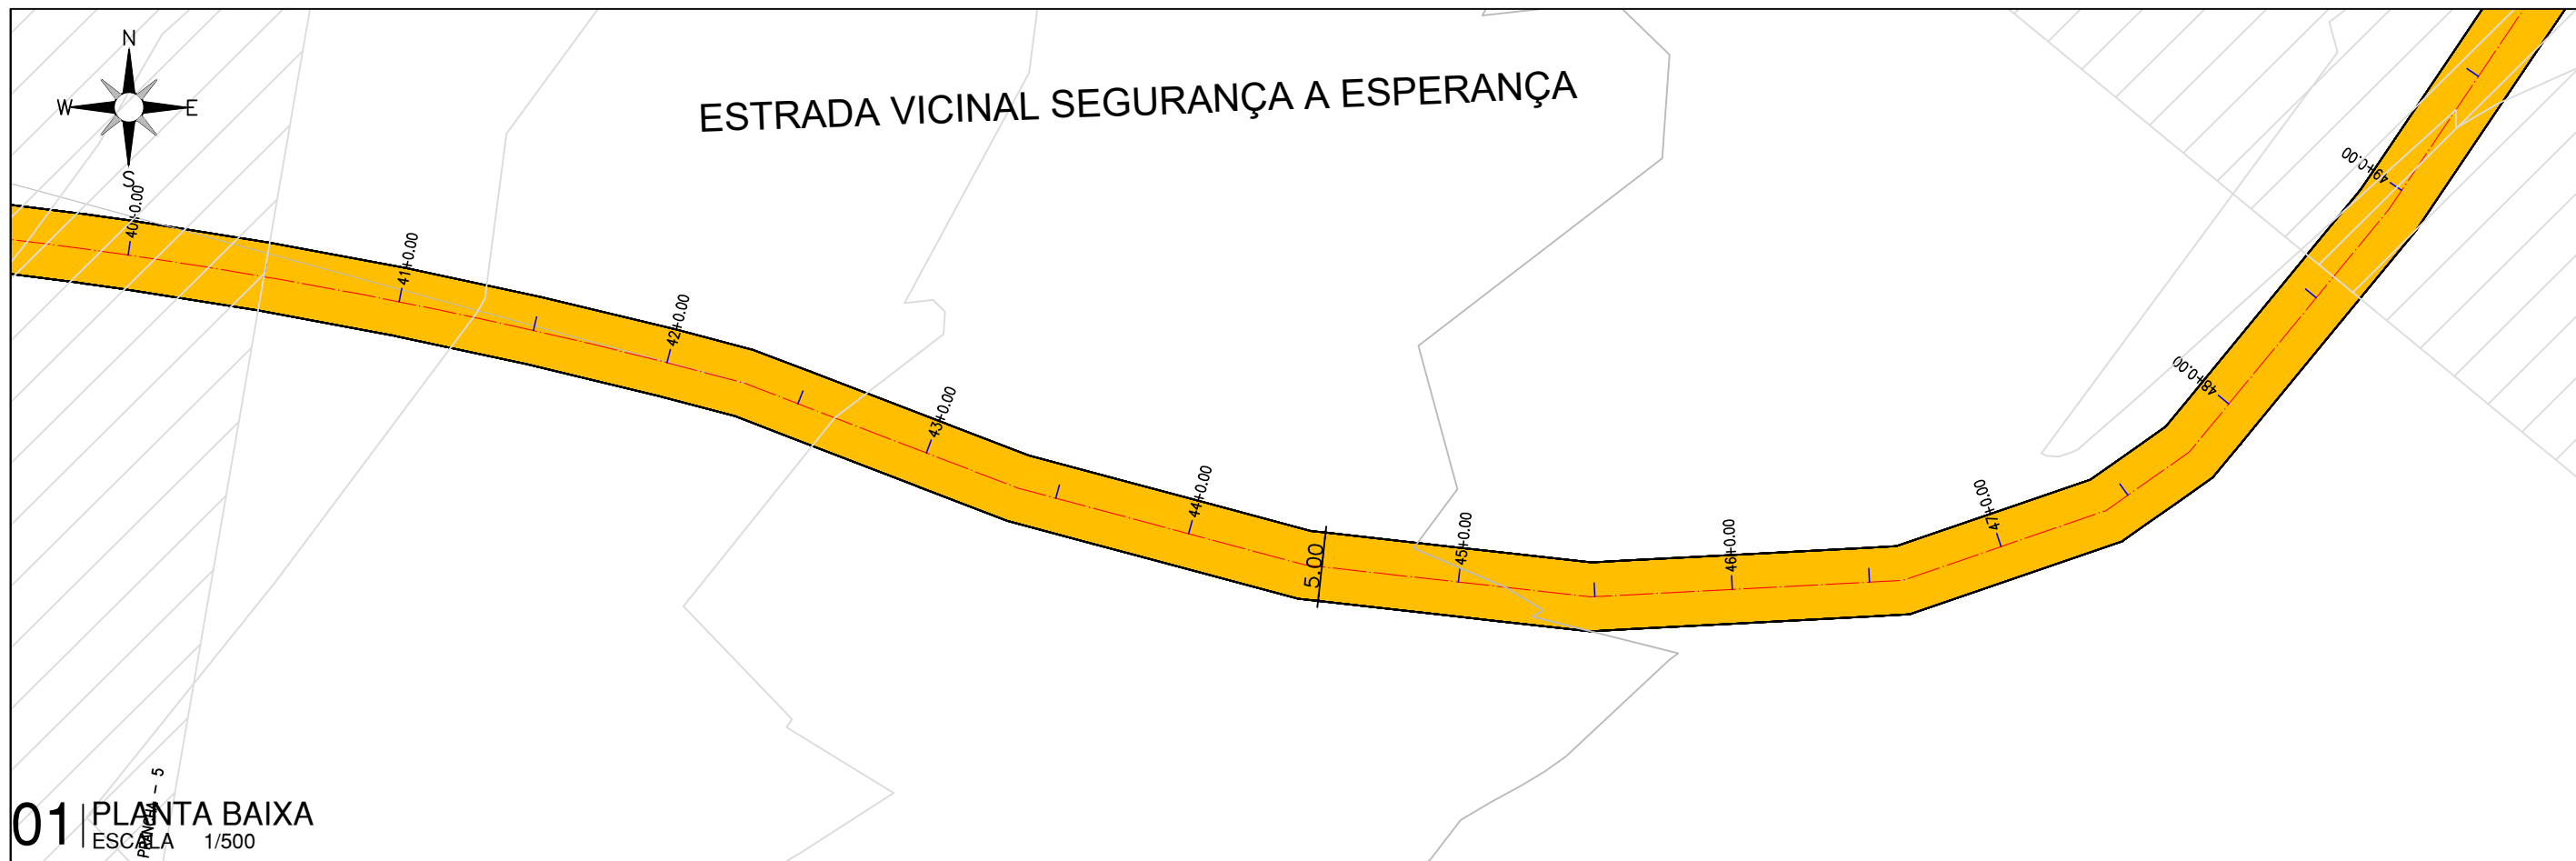 N
W E
S
ESTRADA VICINAL SEGURANÇA A ESPERANÇA
40+0.00
41+0.00
42+0.00
43+0.00
44+0.00
5.00
45+0.00
46+0.00
47+0.00
48+0.00
49+0.00
PRANCHA - 5
01 PLANTA BAIXA
ESCALA 1/500